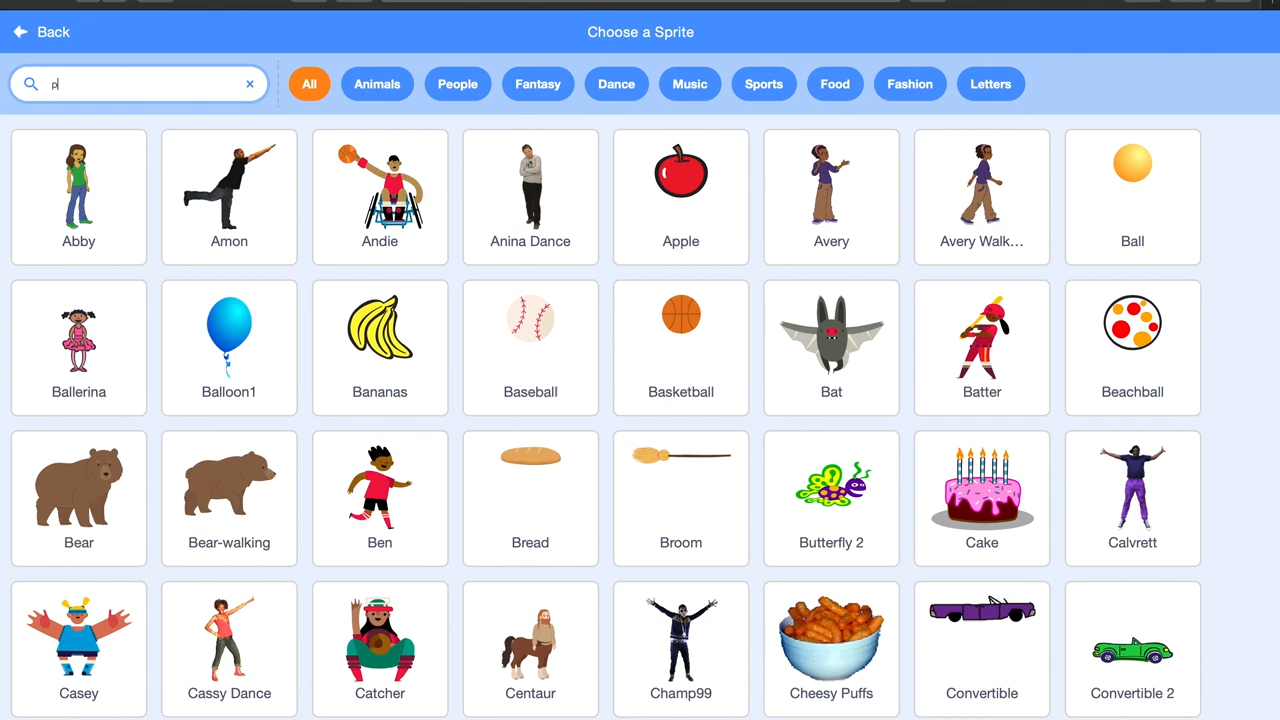 Back
Choose a Sprite
p
All
Animals
People
Fantasy
Dance
Music
Sports
Food
Fashion
Letters
Abby
Amon
Andie
Anina Dance
Apple
Avery
Avery Walk...
Ball
Ballerina
Balloon1
Bananas
Baseball
Basketball
Bat
Batter
Beachball
Bear
Bear-walking
Ben
Bread
Broom
Butterfly 2
Cake
Calvrett
Casey
Cassy Dance
Catcher
Centaur
Champ99
Cheesy Puffs
Convertible
Convertible 2